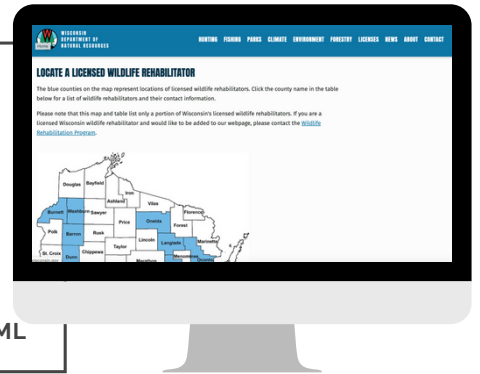 WISCONSIN
DEPARTMENT OF
NATURAL RESOURCES
HUNTING FISHING PARKS CLIMATE ENVIRONMENT FORESTRY LICENSES NEWS ABOUT CONTACT
LOCATE A LICENSED WILDLIFE REHABILITATOR
The blue counties on the map represent locations of licensed wildlife rehabilitators. Click the county name in the table
below for a list of wildlife rehabilitators and their contact information.
Please note that this map and table list only a portion of Wisconsin's licensed wildlife rehabilitators. If you are a
licensed Wisconsin wildlife rehabilitator and would like to be added to our webpage, please contact the Wildlife
Rehabilitation Program.
Douglas Bayfield
Iron
Ashland Vilas
Burnett Washburn Sawyer Florence
Price Oneida
Forest
Polk Barron Rusk
Lincoln Langlade Marinette
Taylor
St. Croix Dunn Chippewa
Marathon Menominee
ML